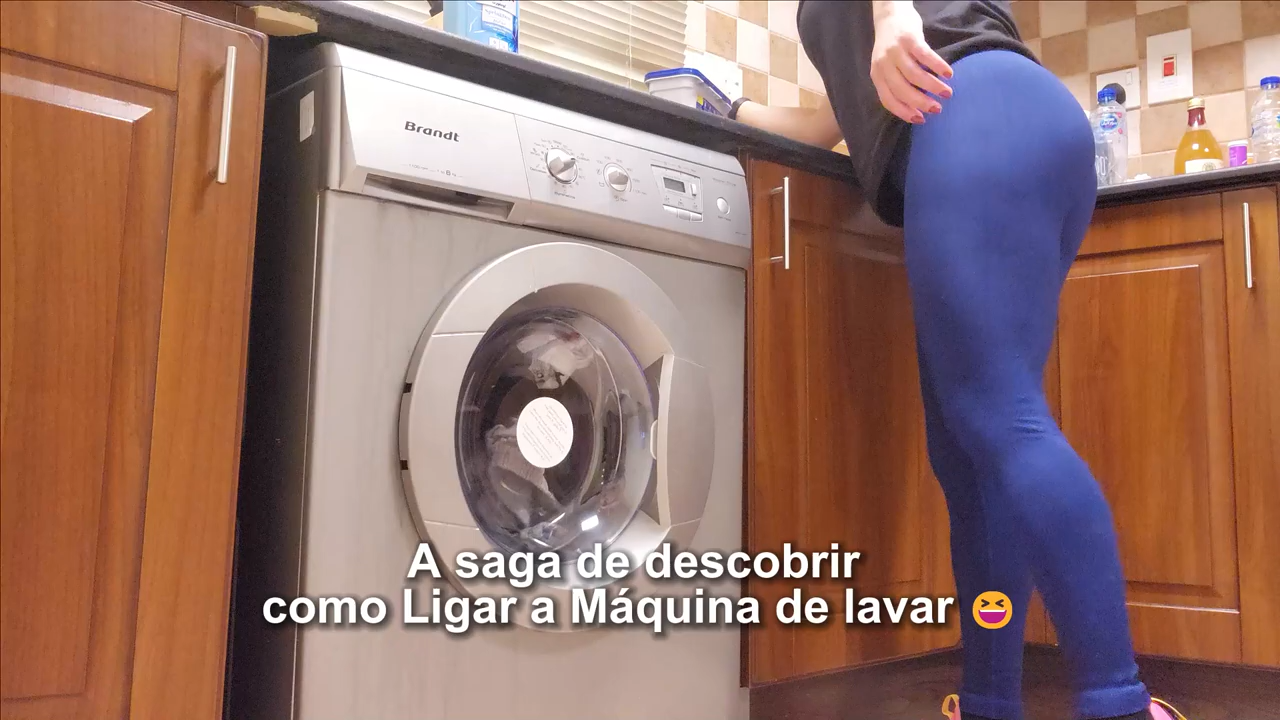 Brandt
A saga de descobrir
como Ligar a Máquina de lavar 😆